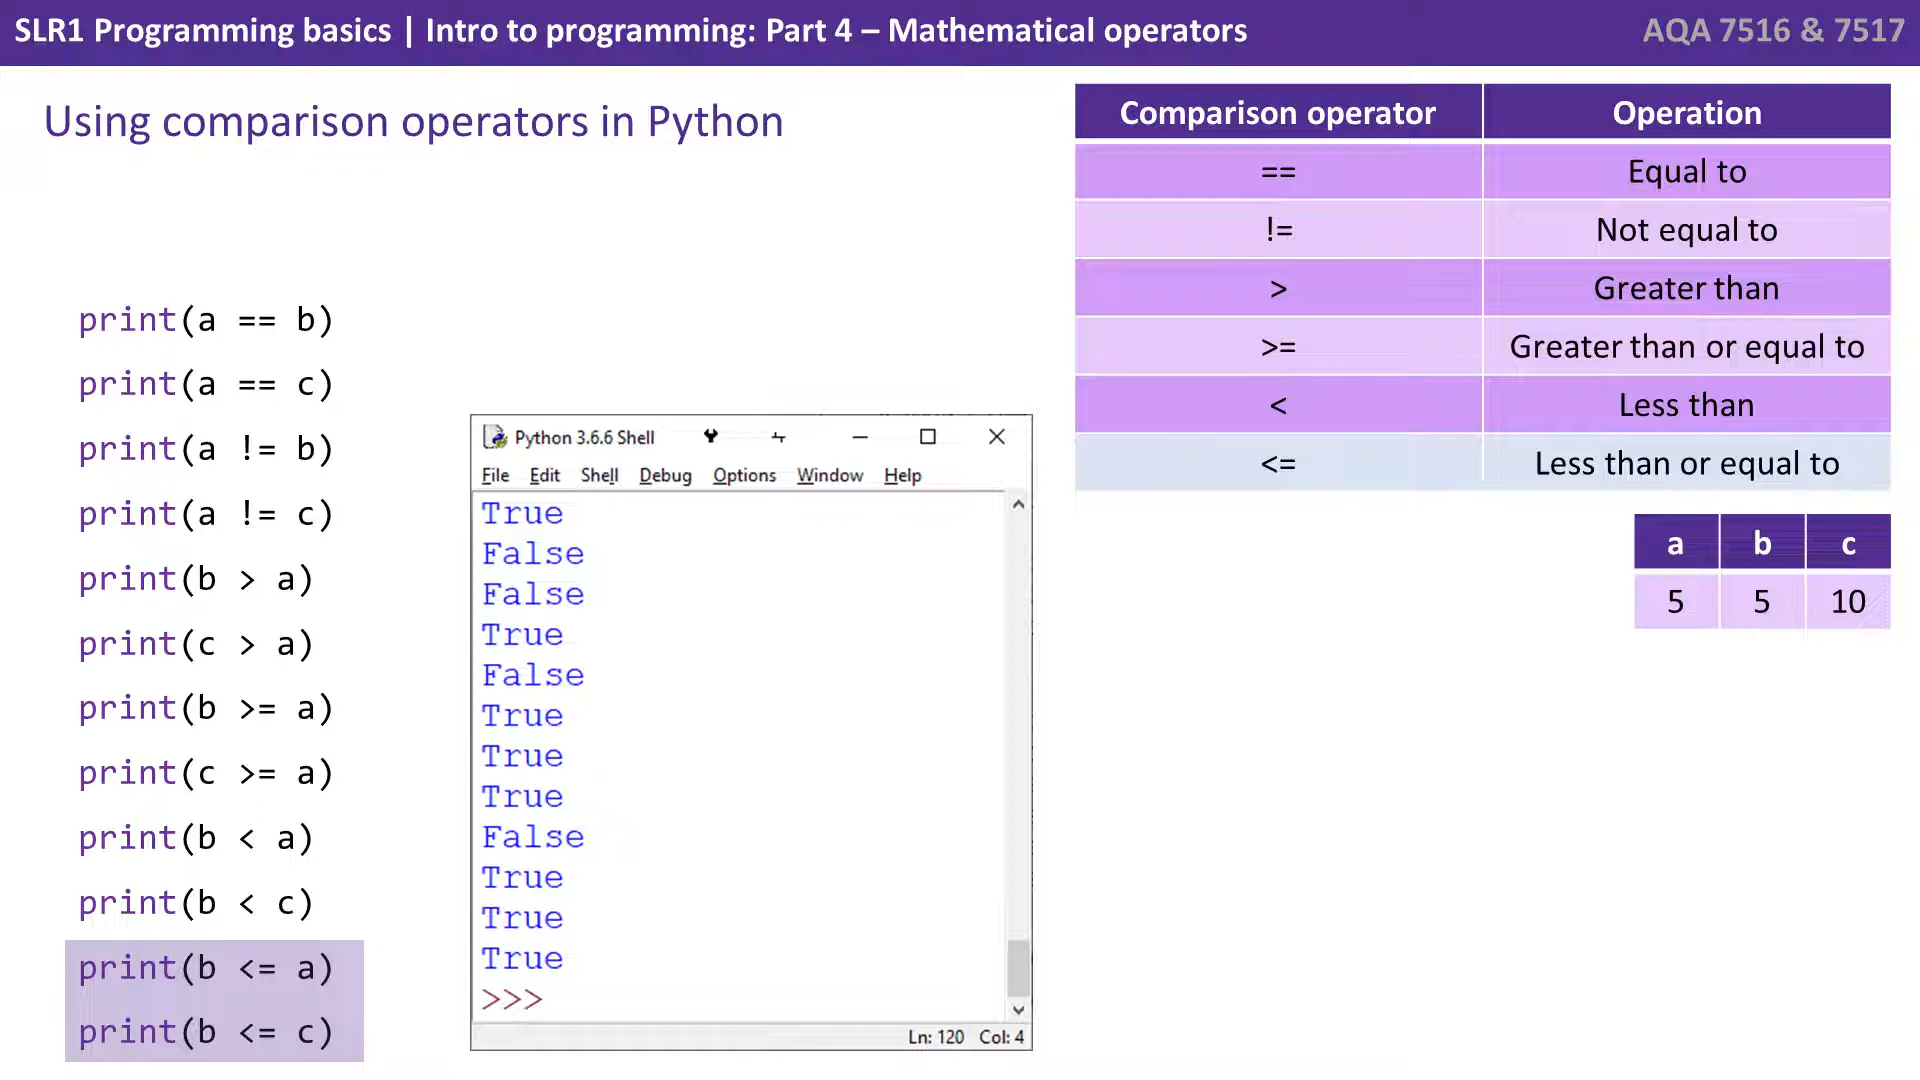 SLR1 Programming basics | Intro to programming: Part 4 – Mathematical operators
AQA 7516 & 7517
Using comparison operators in Python
Comparison operator Operation
== Equal to
!= Not equal to
> Greater than
>= Greater than or equal to
< Less than
<= Less than or equal to
a b c
5 5 10
print(a == b)
print(a == c)
print(a != b)
print(a != c)
print(b > a)
print(c > a)
print(b >= a)
print(c >= a)
print(b < a)
print(b < c)
print(b <= a)
print(b <= c)
Python 3.6.6 Shell
File Edit Shell Debug Options Window Help
True
False
False
True
False
True
True
True
False
True
True
True
>>>
Ln: 120 Col: 4